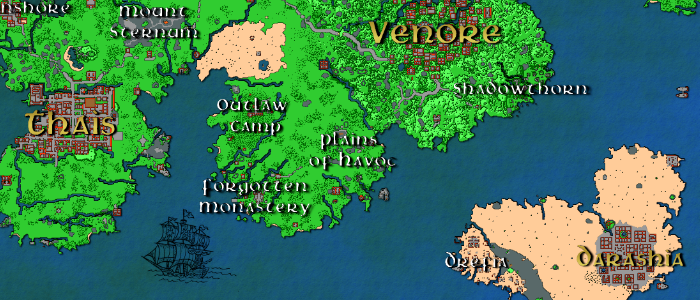 nshore
Mount
Sternum
Venore
Shadowthorn
Outlaw
Camp
Thais
Plains
of Havoc
Forgotten
Monastery
Drefia
Darashia